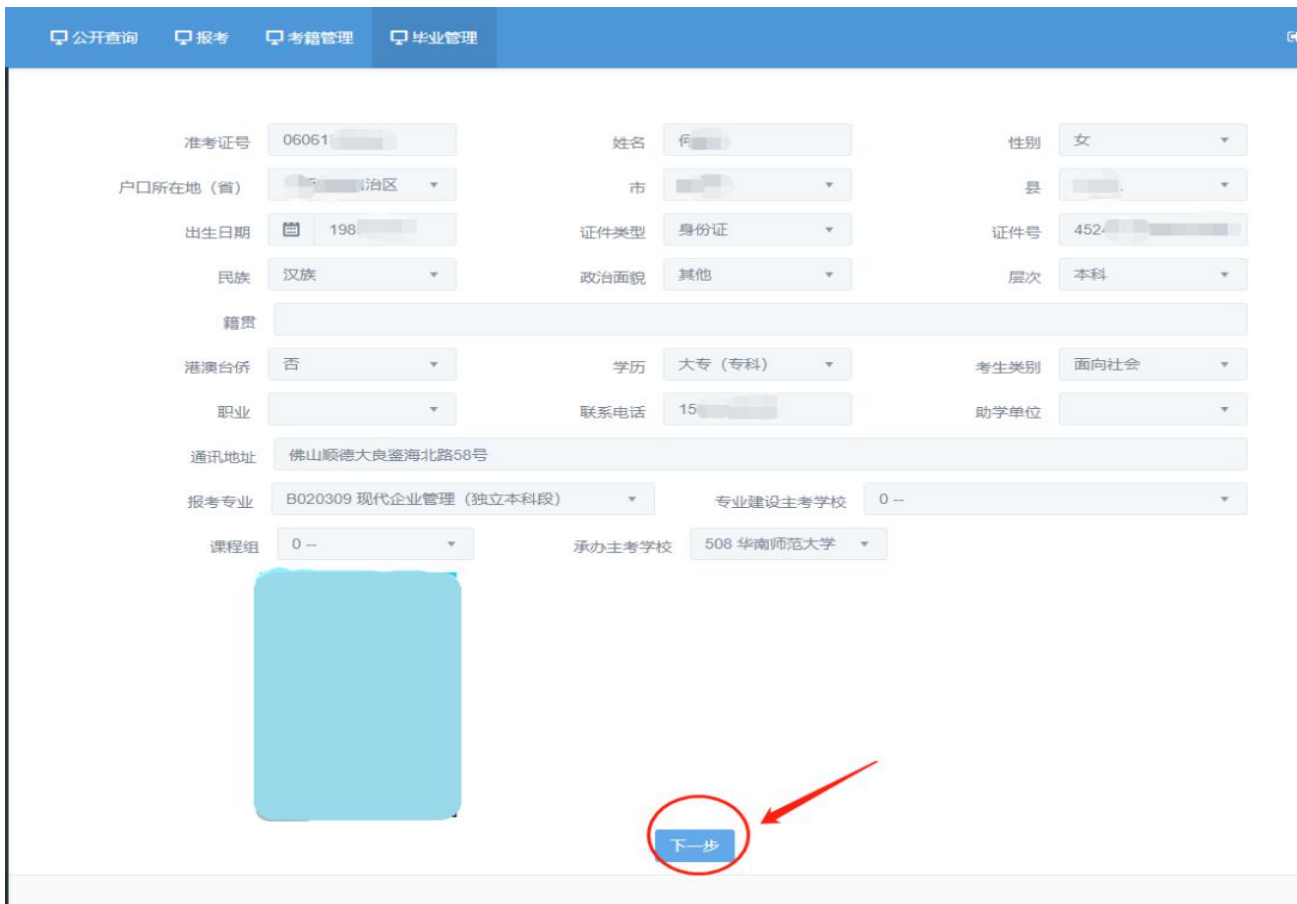 公开查询 报考 考籍管理 毕业管理
准考证号 06061 姓名 性别 女
户口所在地（省） 治区 市 县
出生日期 198 证件类型 身份证 证件号 452
民族 汉族 政治面貌 其他 层次 本科
籍贯
港澳台侨 否 学历 大专（专科） 考生类别 面向社会
职业 联系电话 15 助学单位
通讯地址 佛山顺德大良鉴海北路58号
报考专业 B020309 现代企业管理（独立本科段） 专业建设主考学校 0 --
课程组 0 -- 承办主考学校 508 华南师范大学
下一步